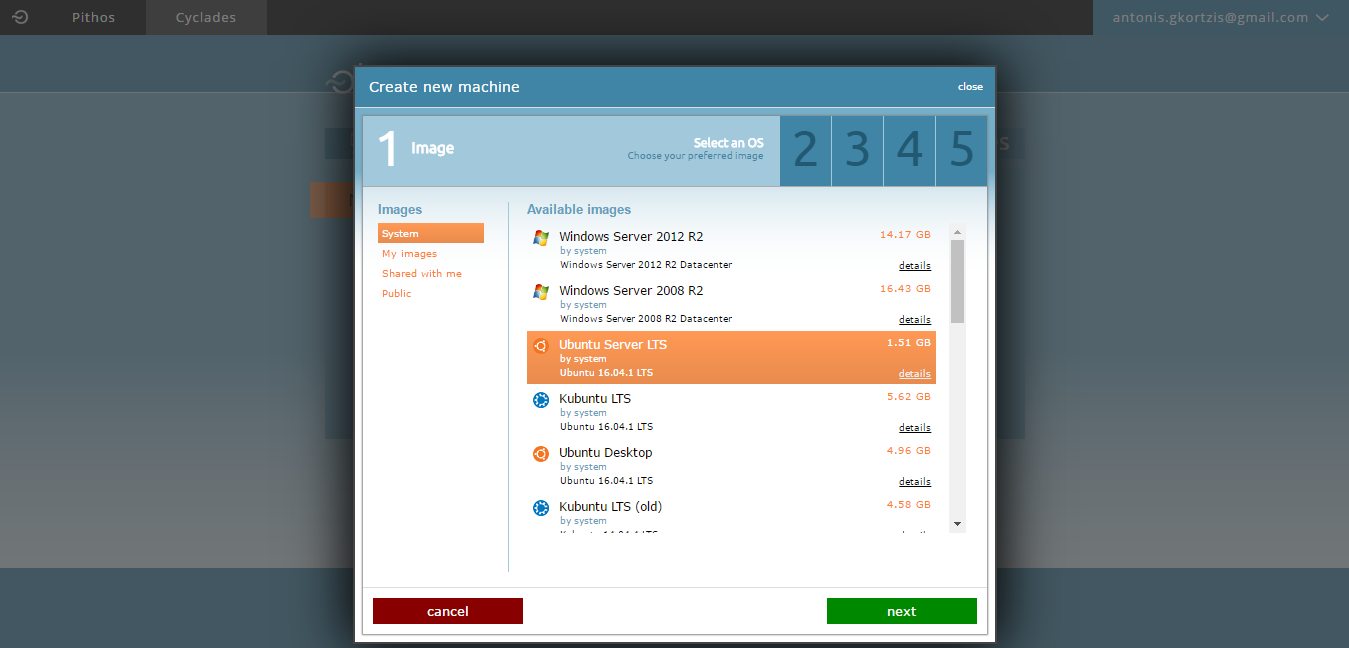 Pithos
Cyclades
antonis.gkortzis@gmail.com
Create new machine
close
1 Image
Select an OS
Choose your preferred image
2 3 4 5
Images
System
My images
Shared with me
Public
Available images
Windows Server 2012 R2
14.17 GB
by system
Windows Server 2012 R2 Datacenter
details
Windows Server 2008 R2
16.43 GB
by system
Windows Server 2008 R2 Datacenter
details
Ubuntu Server LTS
1.51 GB
by system
Ubuntu 16.04.1 LTS
details
Kubuntu LTS
5.62 GB
by system
Ubuntu 16.04.1 LTS
details
Ubuntu Desktop
4.96 GB
by system
Ubuntu 16.04.1 LTS
details
Kubuntu LTS (old)
4.58 GB
by system
cancel
next